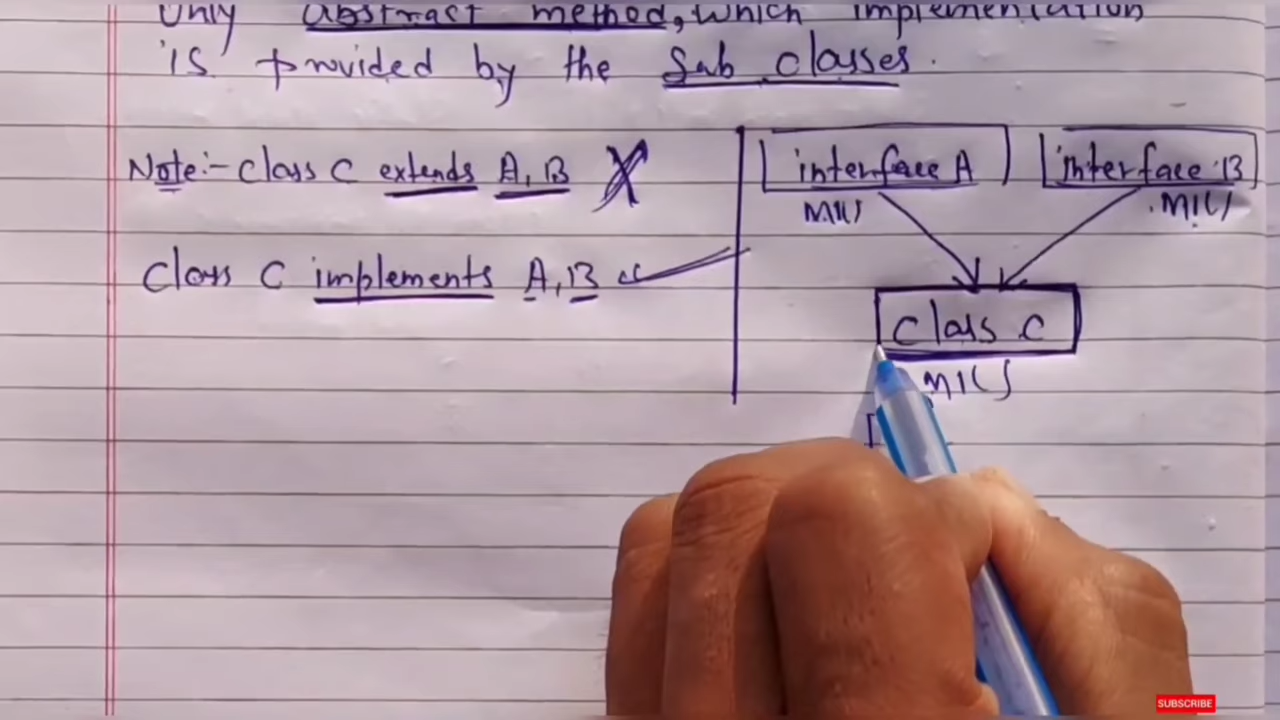 Only abstract method, which implementation
is provided by the Sub classes.
Note:- Class C extends A, B X
Class C implements A, B
interface A
interface B
M1()
M1()
Class C
M1()
SUBSCRIBE